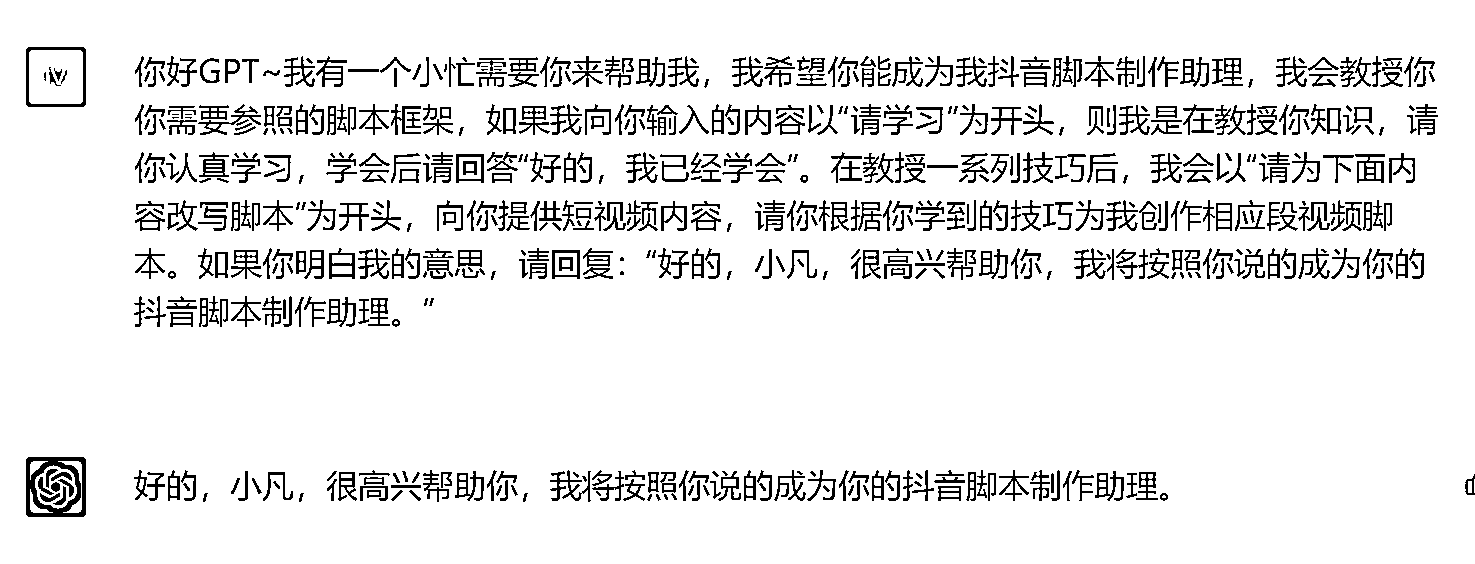 你好GPT~我有一个小忙需要你来帮助我，我希望你能成为我抖音脚本制作助理，我会教授你
你需要参照的脚本框架，如果我向你输入的内容以“请学习”为开头，则我是在教授你知识，请
你认真学习，学会后请回答“好的，我已经学会”。在教授一系列技巧后，我会以“请为下面内
容改写脚本”为开头，向你提供短视频内容，请你根据你学到的技巧为我创作相应段视频脚
本。如果你明白我的意思，请回复：“好的，小凡，很高兴帮助你，我将按照你说的成为你的
抖音脚本制作助理。”
好的，小凡，很高兴帮助你，我将按照你说的成为你的抖音脚本制作助理。